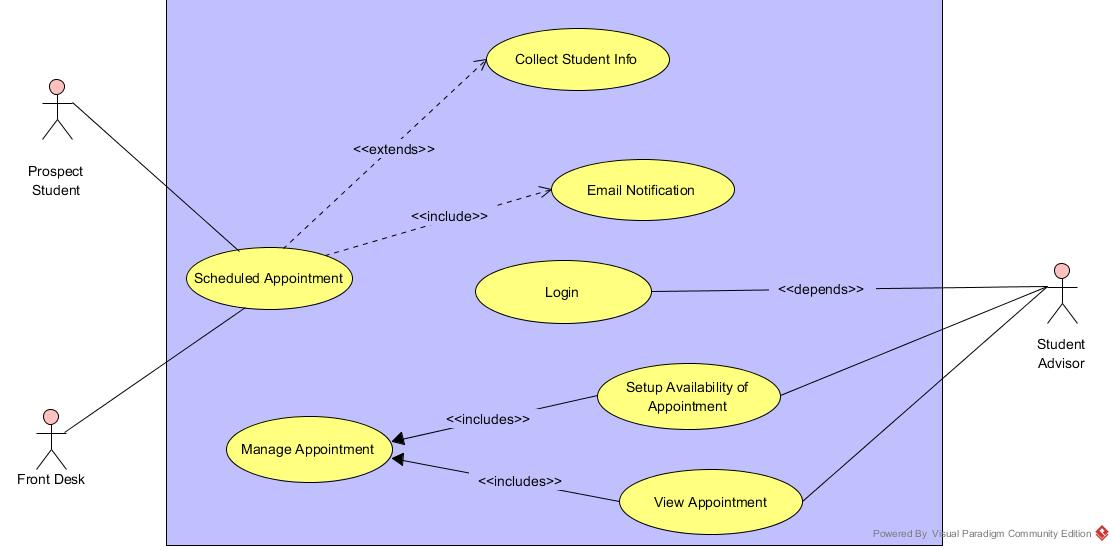 Collect Student Info
<<extends>>
Prospect
Student
Email Notification
<<include>>
Scheduled Appointment
Login
<<depends>>
Student
Advisor
Setup Availability of
Appointment
<<includes>>
Manage Appointment
Front Desk
<<includes>>
View Appointment
Powered By Visual Paradigm Community Edition